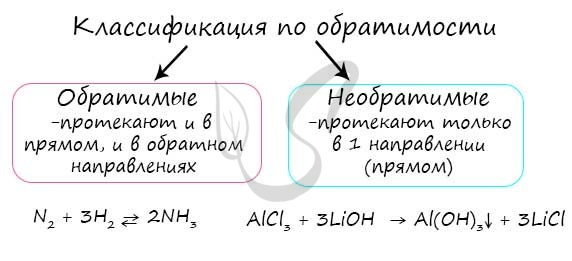 Классификация по обратимости
Обратимые
-протекают и в
прямом, и в обратном
направлениях
Необратимые
-протекают только
в 1 направлении
(прямом)
N₂ + 3H₂ ⇄ 2NH₃
AlCl₃ + 3LiOH → Al(OH)₃↓ + 3LiCl